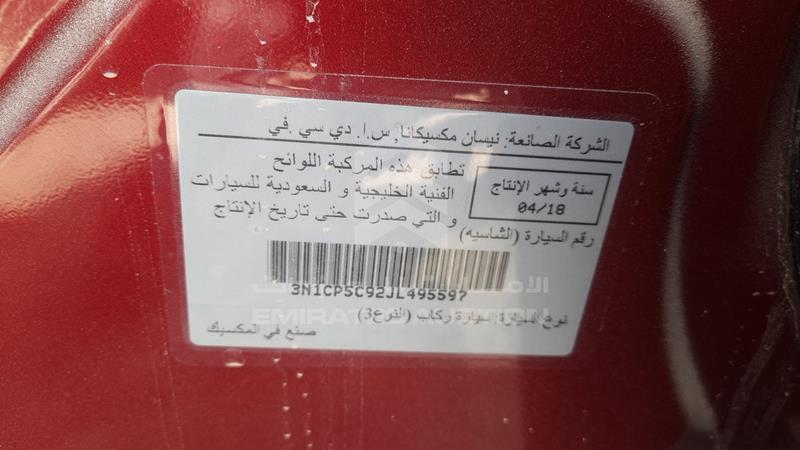 الشركة الصانعة: نيسان مكسيكانا, س.ا. دي سي .في
سنة وشهر الإنتاج
04/18
تطابق هذه المركبة اللوائح
الفنية الخليجية و السعودية للسيارات
و التي صدرت حتى تاريخ الإنتاج
رقم السيارة (الشاسيه)
3N1CP5C92JL495597
نوع السيارة: سيارة ركاب (النوع3)
صنع في المكسيك